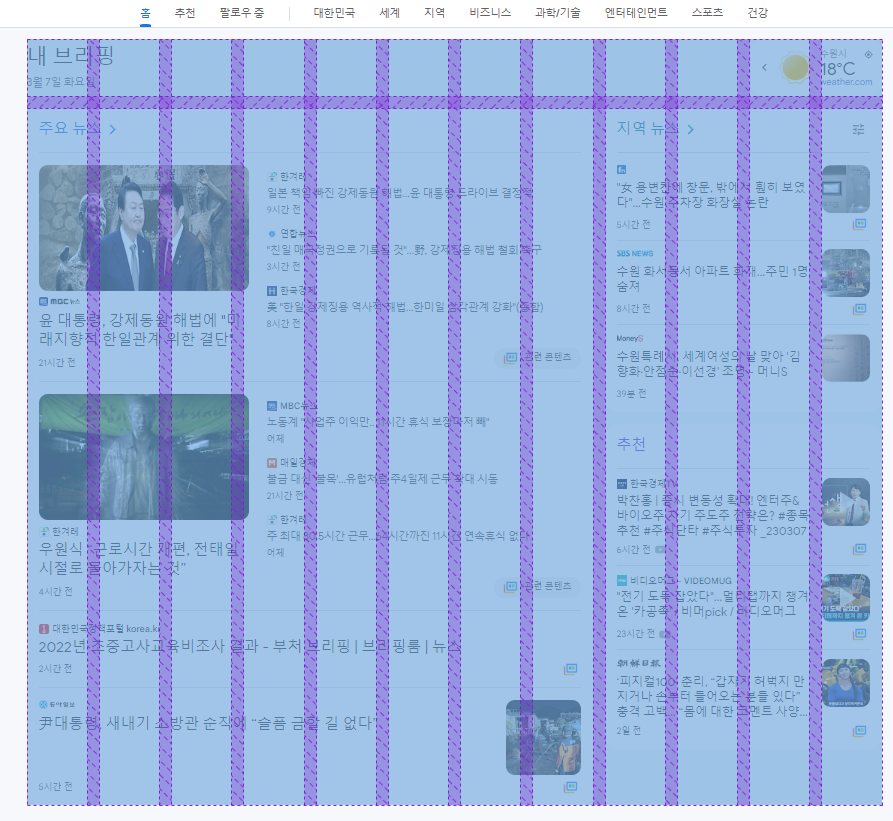 홈 추천 팔로우 중 대한민국 세계 지역 비즈니스 과학/기술 엔터테인먼트 스포츠 건강
내 브리핑
3월 7일 화요일
수원시
18°C
weather.com
주요 뉴스
MBC뉴스
윤 대통령, 강제동원 해법에 "미
래지향적 한일관계 위한 결단"
21시간 전
한겨레
일본 책임 빠진 강제동원 해법…윤 대통령 드라이브 결정적
9시간 전
연합뉴스
"친일 매국정권으로 기록될 것"…野, 강제징용 해법 철회 촉구
3시간 전
한국경제
美 "한일 강제징용 역사적 해법…한미일 삼각관계 강화"(종합)
8시간 전
관련 콘텐츠
한겨레
우원식 "근로시간 개편, 전태일
시절로 돌아가자는 것"
4시간 전
MBC뉴스
노동계 "사업주 이익만‥11시간 휴식 보장마저 빼"
어제
매일경제
'불금 대신 불목'…유럽처럼 주4일제 근무 확대 시동
21시간 전
한겨레
주 최대 80.5시간 근무…64시간까진 11시간 연속휴식 없다
어제
관련 콘텐츠
대한민국정책포털 korea.kr
2022년 초중고사교육비조사 결과 - 부처 브리핑 | 브리핑룸 | 뉴스
2시간 전
동아일보
尹대통령, 새내기 소방관 순직에 "슬픔 금할 길 없다"
5시간 전
지역 뉴스
"女 용변칸에 창문, 밖에서 훤히 보였
다"…수원 주차장 화장실 논란
5시간 전
SBS NEWS
수원 화서동서 아파트 화재…주민 1명
숨져
8시간 전
MoneyS
수원특례시, 세계여성의 날 맞아 '김
향화·안점순·이선경' 조명 - 머니S
39분 전
추천
한국경제TV
박찬홍 | 증시 변동성 확대! 엔터주&
바이오주 차기 주도주 전략은? #종목
추천 #주식단타 #주식투자 _230307
6시간 전
비디오머그 - VIDEOMUG
"전기 도둑 잡았다"…멀티탭까지 챙겨
온 '카공족' / 비머pick / 비디오머그
23시간 전
朝鮮日報
'피지컬100' 춘리, "갑자기 허벅지 만
지거나 손부터 들어오는 분들 있다"
충격 고백… "몸에 대한 코멘트 사양…
2일 전